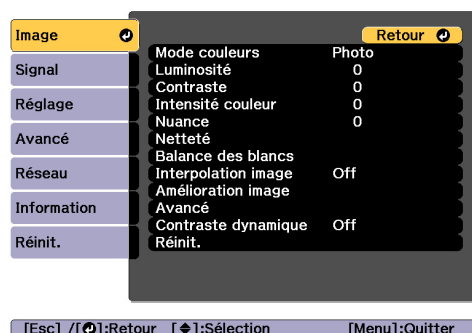 Image
Retour
Mode couleurs Photo
Signal
Luminosité 0
Contraste 0
Réglage
Intensité couleur 0
Nuance 0
Avancé
Netteté
Balance des blancs
Réseau
Interpolation image Off
Amélioration image
Information
Avancé
Contraste dynamique Off
Réinit.
Réinit.
[Esc] /[]:Retour []:Sélection [Menu]:Quitter